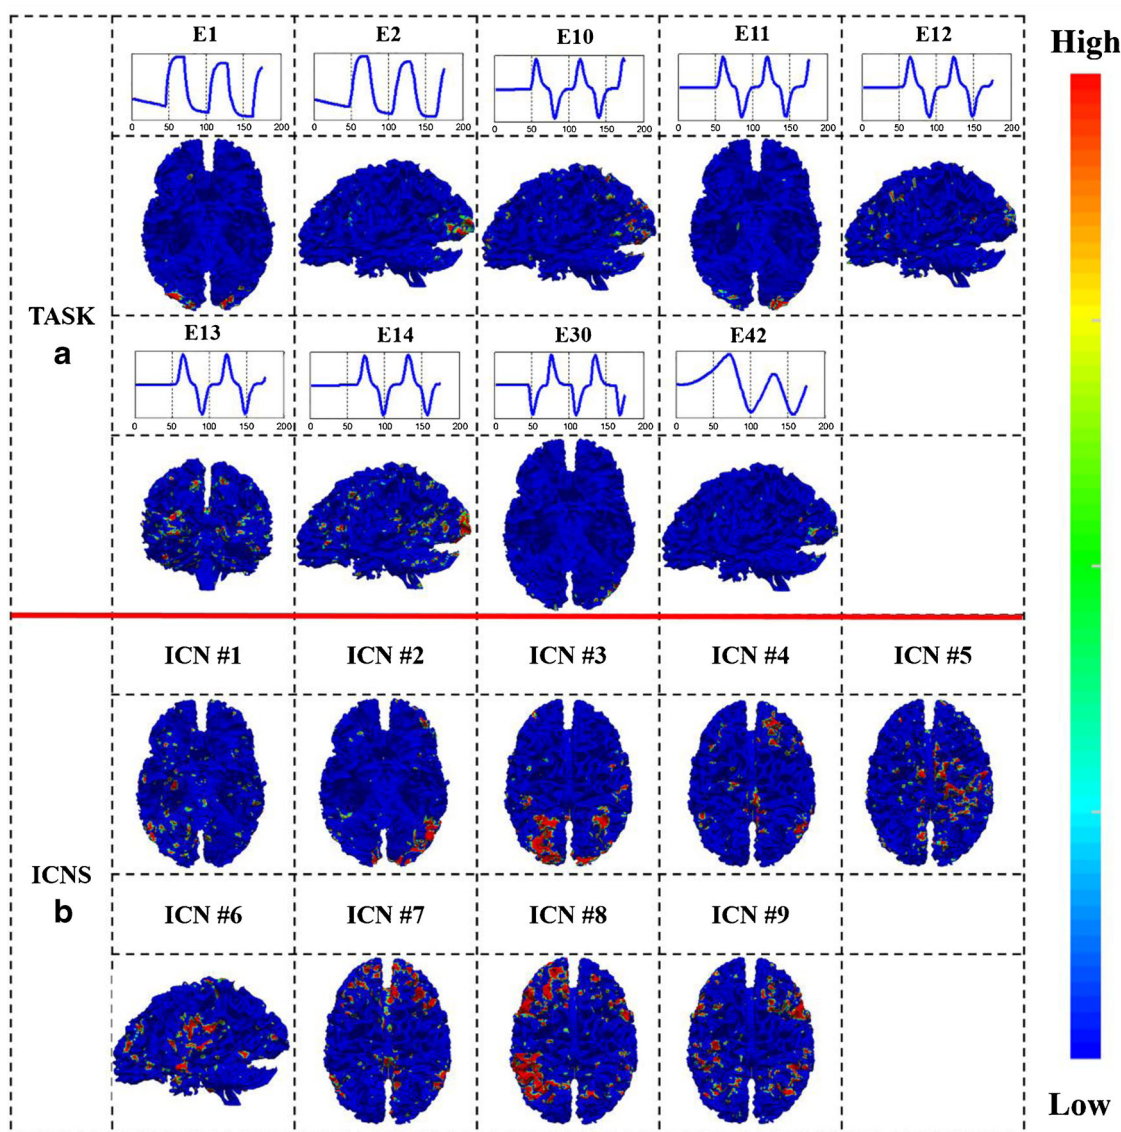 E1 E2 E10 E11 E12
0 50 100 150 200 0 50 100 150 200 0 50 100 150 200 0 50 100 150 200 0 50 100 150 200
High
TASK
a
E13 E14 E30 E42
0 50 100 150 200 0 50 100 150 200 0 50 100 150 200 0 50 100 150 200
ICN #1 ICN #2 ICN #3 ICN #4 ICN #5
ICNS
b
ICN #6 ICN #7 ICN #8 ICN #9
Low